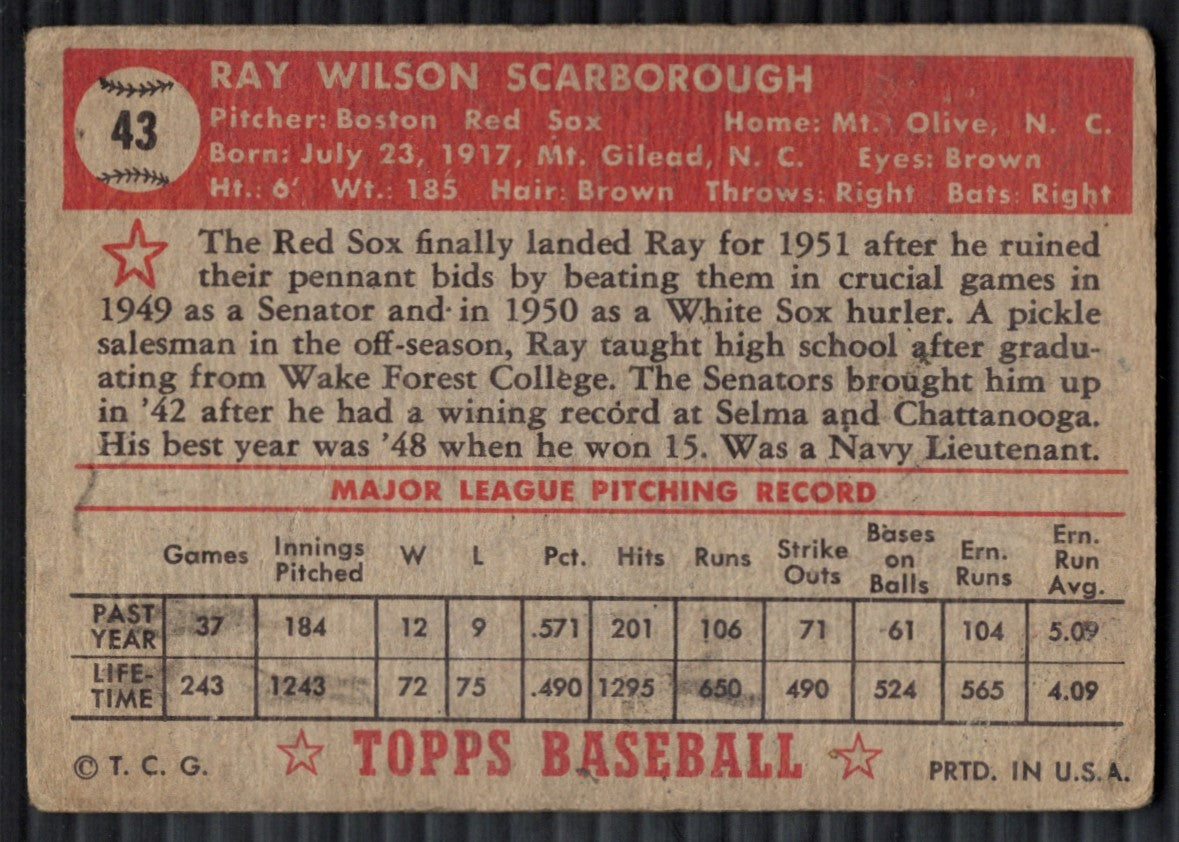 43
RAY WILSON SCARBOROUGH
Pitcher: Boston Red Sox Home: Mt. Olive, N. C.
Born: July 23, 1917, Mt. Gilead, N. C. Eyes: Brown
Ht.: 6' Wt.: 185 Hair: Brown Throws: Right Bats: Right
The Red Sox finally landed Ray for 1951 after he ruined
their pennant bids by beating them in crucial games in
1949 as a Senator and in 1950 as a White Sox hurler. A pickle
salesman in the off-season, Ray taught high school after gradu-
ating from Wake Forest College. The Senators brought him up
in '42 after he had a wining record at Selma and Chattanooga.
His best year was '48 when he won 15. Was a Navy Lieutenant.
MAJOR LEAGUE PITCHING RECORD
Games Innings Pitched W L Pct. Hits Runs Strike Outs Bases on Balls Ern. Runs Ern. Run Avg.
PAST YEAR 37 184 12 9 .571 201 106 71 61 104 5.09
LIFE-TIME 243 1243 72 75 .490 1295 650 490 524 565 4.09
© T. C. G. TOPPS BASEBALL PRTD. IN U.S.A.